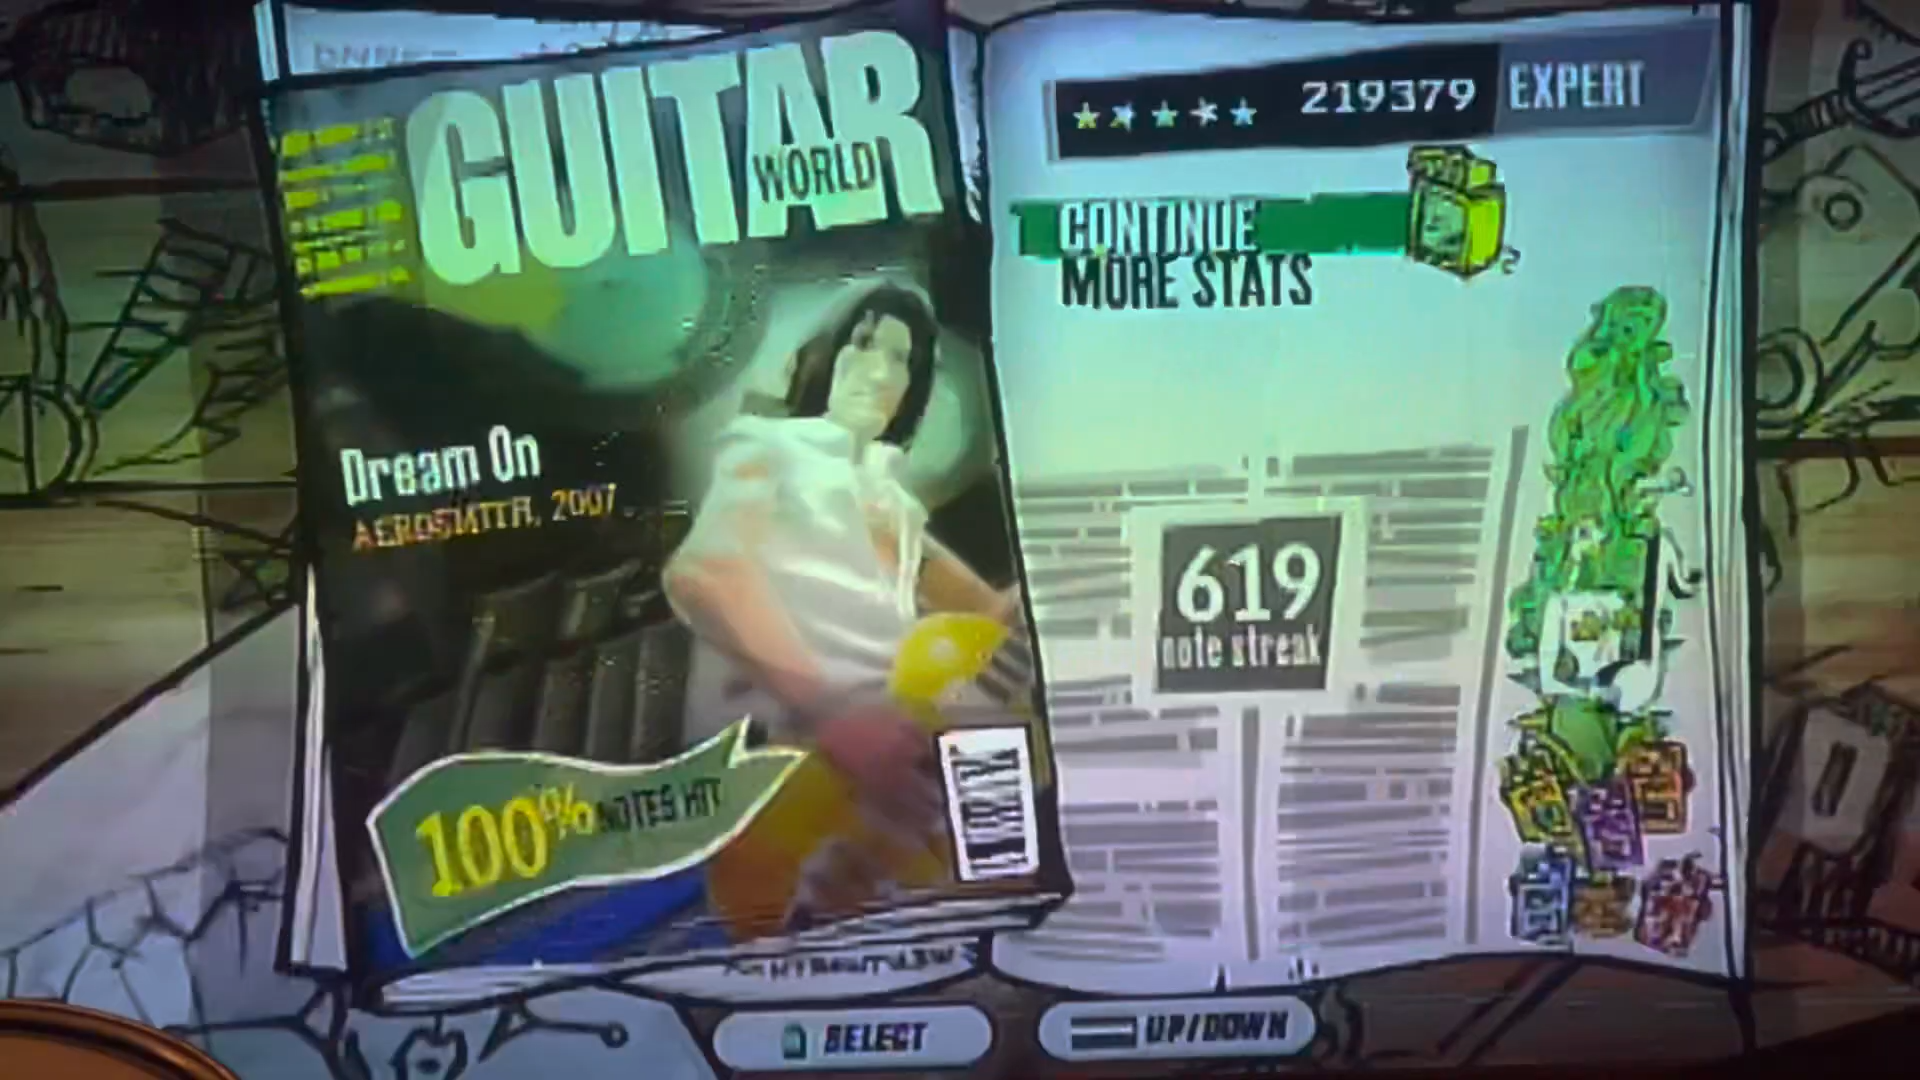 GUITAR
WORLD
Dream On
AEROSMITH, 2007
100% NOTES HIT
219379 EXPERT
CONTINUE
MORE STATS
619
note streak
SELECT
UP/DOWN